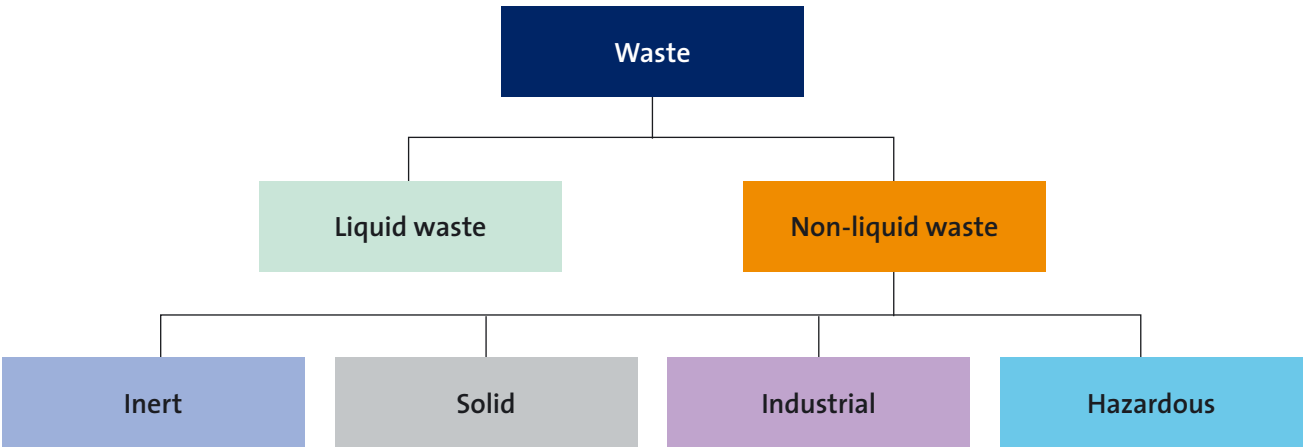 Waste
Liquid waste
Non-liquid waste
Inert
Solid
Industrial
Hazardous